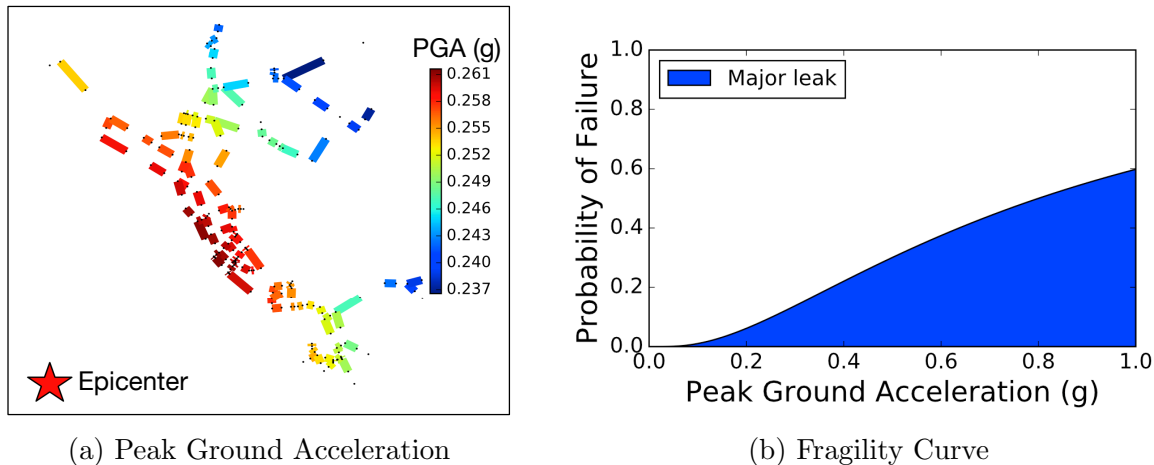 PGA (g)
0.261
0.258
0.255
0.252
0.249
0.246
0.243
0.240
0.237
Epicenter
(a) Peak Ground Acceleration
Probability of Failure
1.0
0.8
0.6
0.4
0.2
0.0
Major leak
0.0 0.2 0.4 0.6 0.8 1.0
Peak Ground Acceleration (g)
(b) Fragility Curve